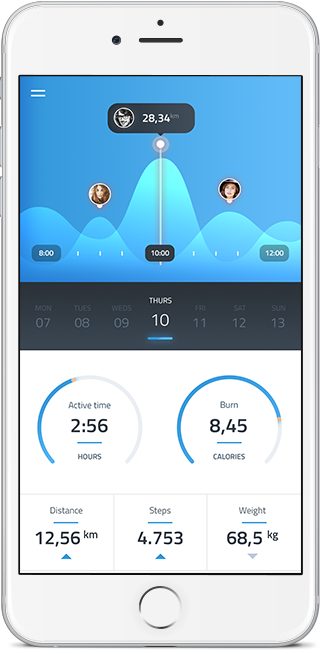 28,34 km
8:00 10:00 12:00
MON TUES WEDS THURS FRI SAT SUN
07 08 09 10 11 12 13
Active time Burn
2:56 8,45
HOURS CALORIES
Distance Steps Weight
12,56 km 4.753 68,5 kg